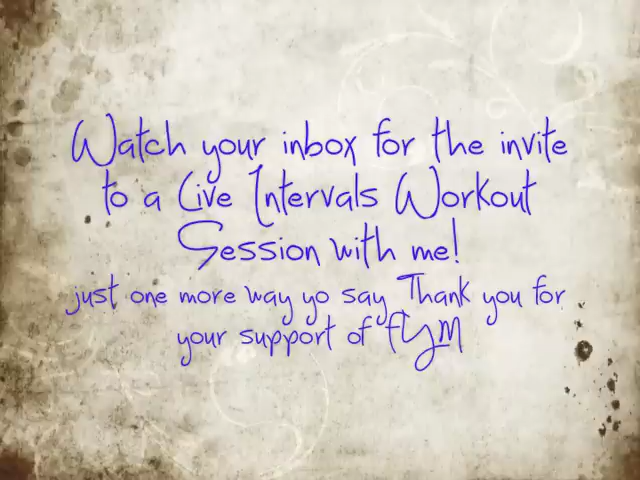 Watch your inbox for the invite
to a Live Intervals Workout
Session with me!
just one more way yo say Thank you for
your support of fYM